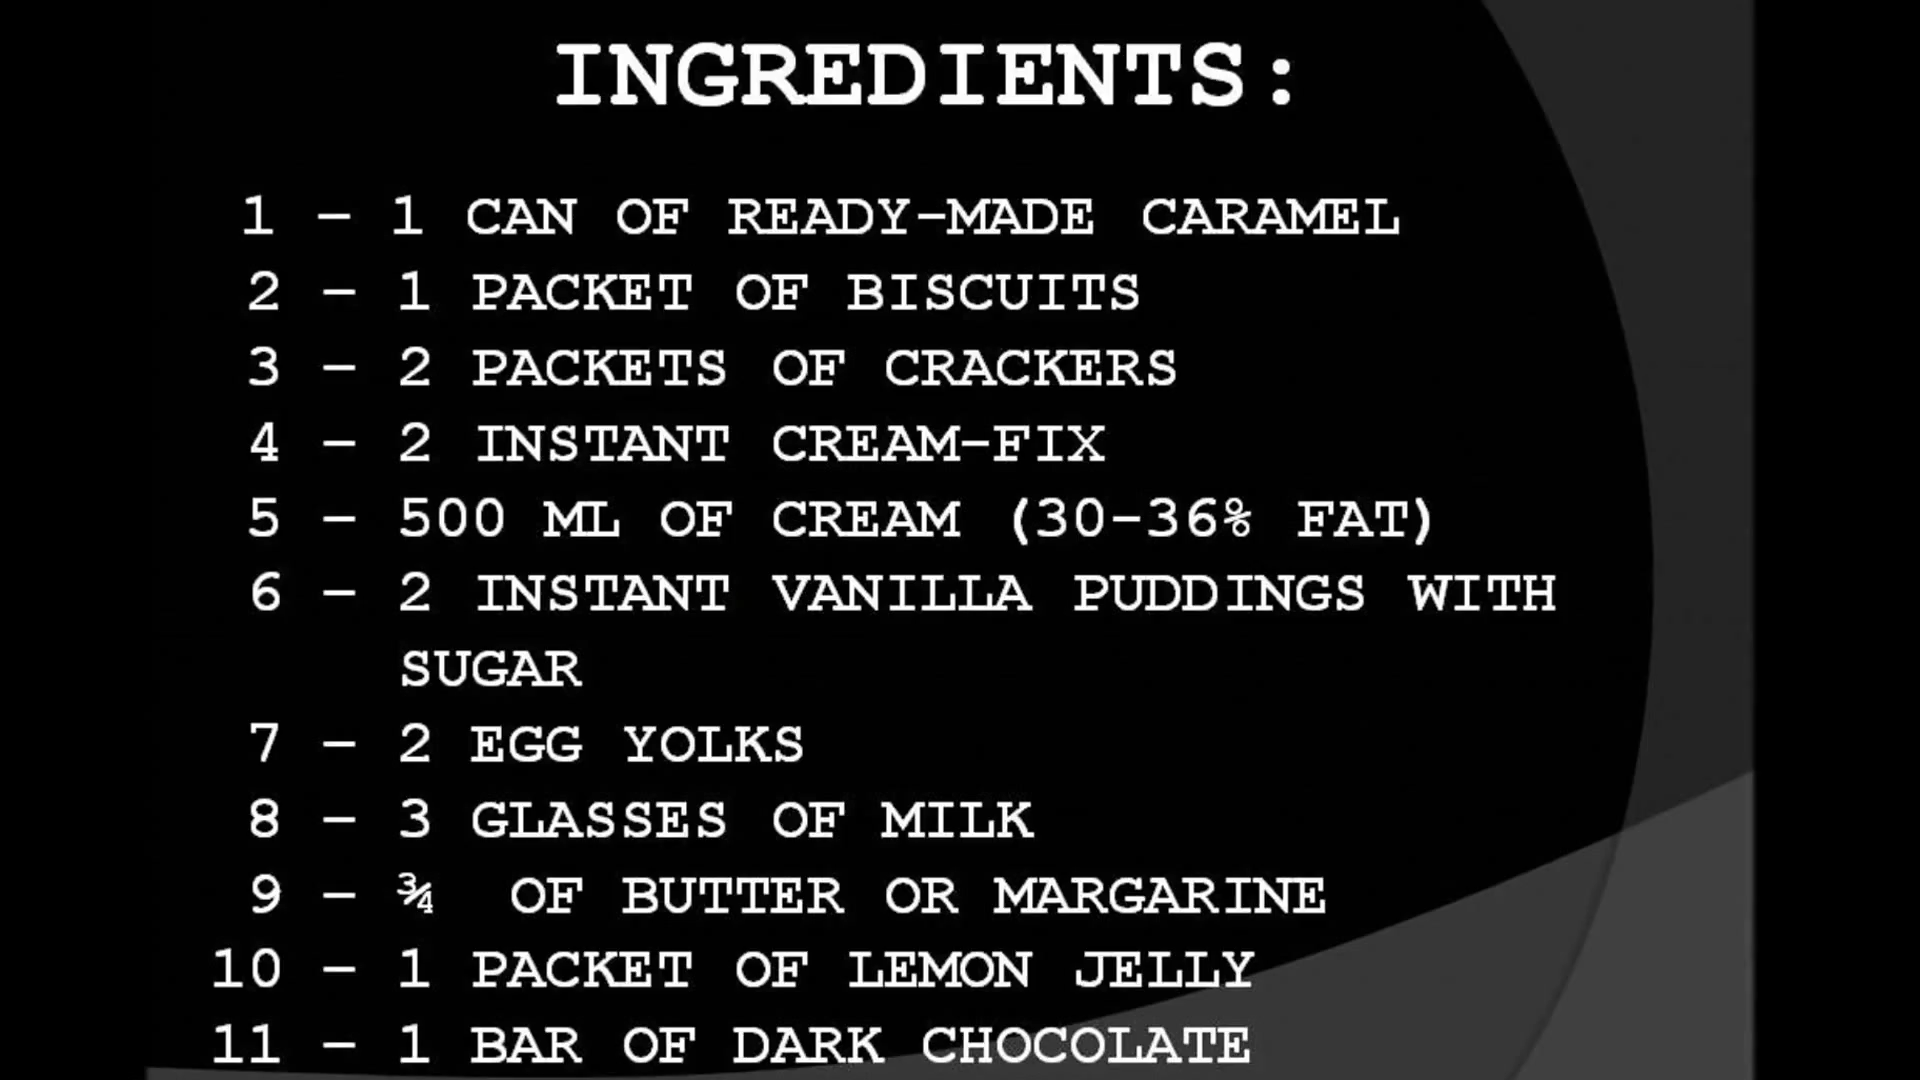 INGREDIENTS:
1 – 1 CAN OF READY-MADE CARAMEL
2 – 1 PACKET OF BISCUITS
3 – 2 PACKETS OF CRACKERS
4 – 2 INSTANT CREAM-FIX
5 – 500 ML OF CREAM (30-36% FAT)
6 – 2 INSTANT VANILLA PUDDINGS WITH
SUGAR
7 – 2 EGG YOLKS
8 – 3 GLASSES OF MILK
9 – ¾ OF BUTTER OR MARGARINE
10 – 1 PACKET OF LEMON JELLY
11 – 1 BAR OF DARK CHOCOLATE